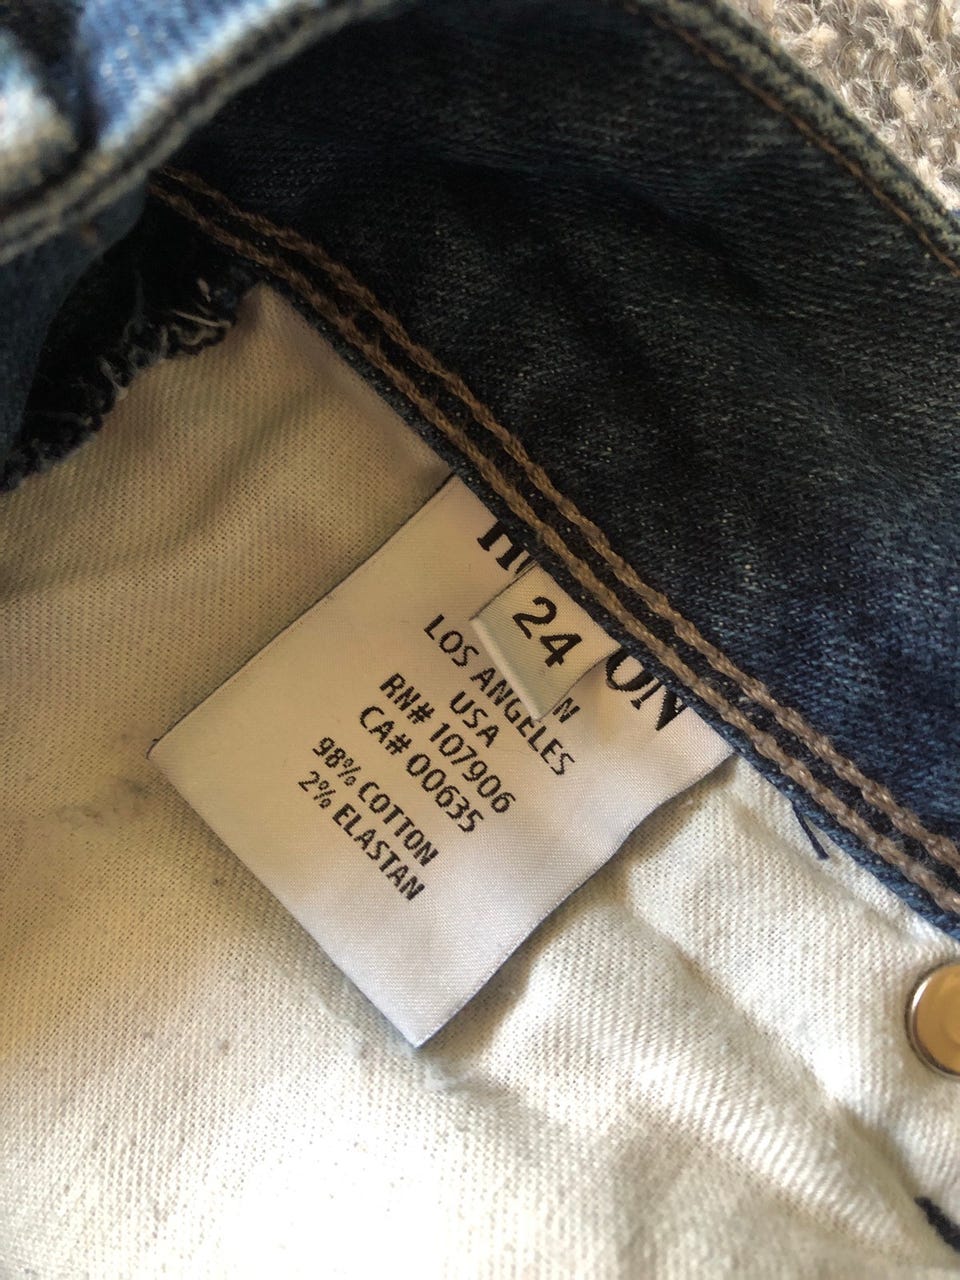 24
LOS ANGELES
USA
RN# 107906
CA# 00635
98% COTTON
2% ELASTAN